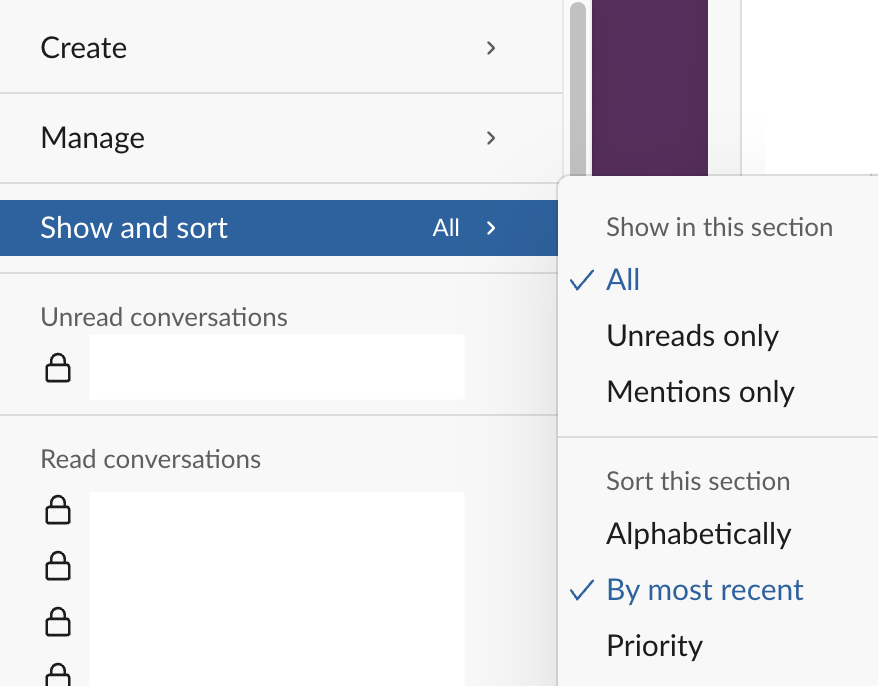 Create
Manage
Show and sort All
Unread conversations
Read conversations
Show in this section
All
Unreads only
Mentions only
Sort this section
Alphabetically
By most recent
Priority